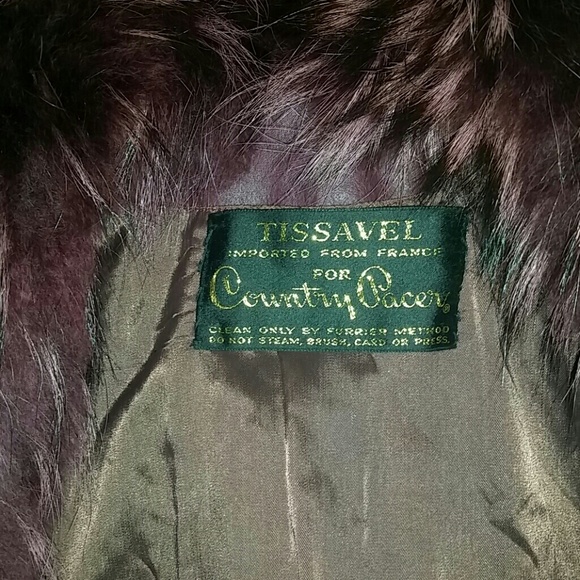 TISSAVEL
IMPORTED FROM FRANCE
FOR
Country Pacer
CLEAN ONLY BY FURRIER METHOD
DO NOT STEAM, BRUSH, CARD OR PRESS.